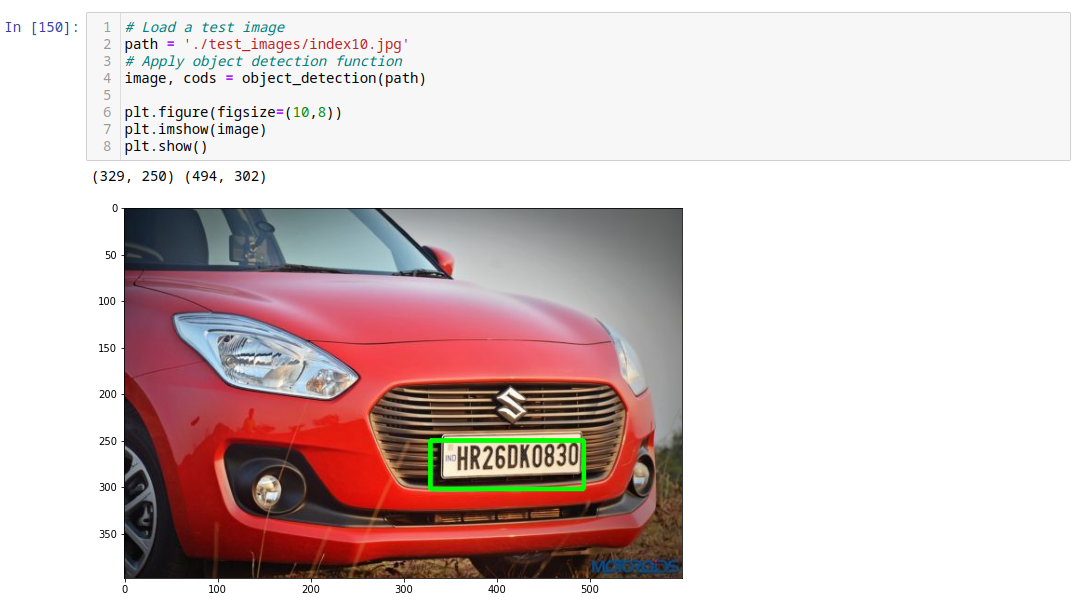 In [150]:
1 # Load a test image
2 path = './test_images/index10.jpg'
3 # Apply object detection function
4 image, cods = object_detection(path)
5
6 plt.figure(figsize=(10,8))
7 plt.imshow(image)
8 plt.show()
(329, 250) (494, 302)
0
50
100
150
200
250
300
350
IND HR26DK0830
MOTOROIDS
0 100 200 300 400 500